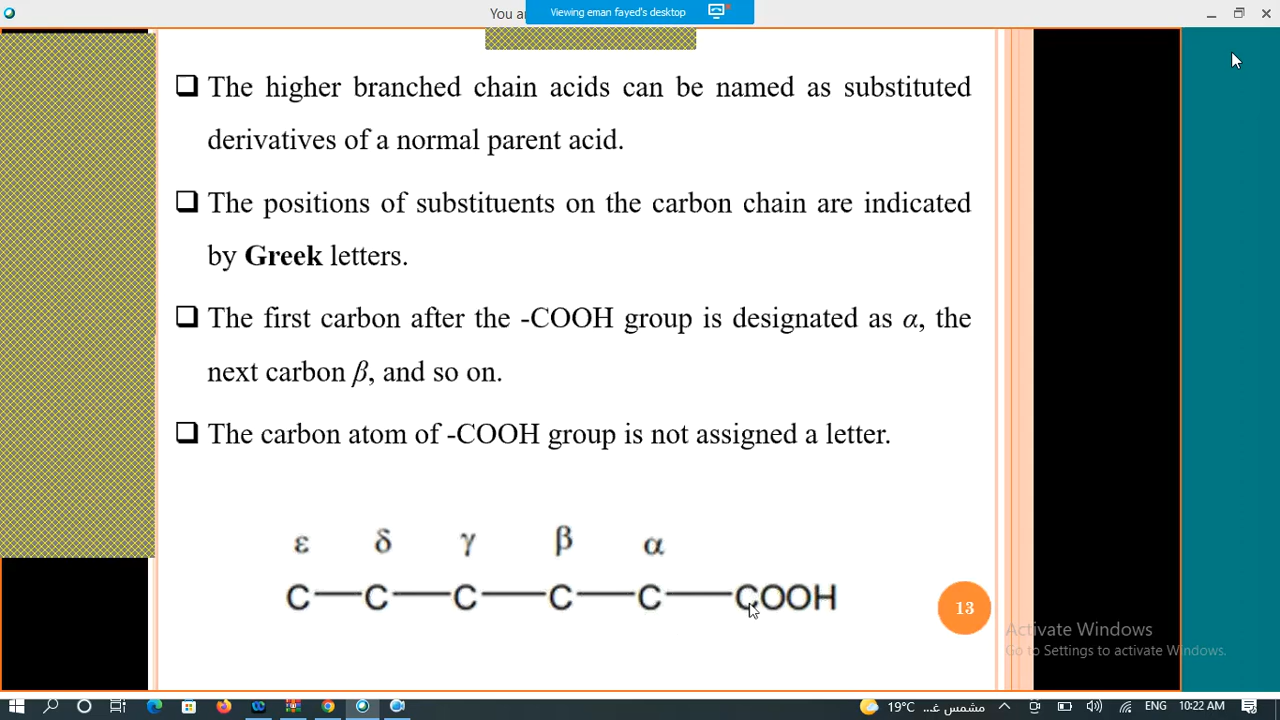 You a
Viewing eman fayed's desktop
❑ The higher branched chain acids can be named as substituted
derivatives of a normal parent acid.
❑ The positions of substituents on the carbon chain are indicated
by Greek letters.
❑ The first carbon after the -COOH group is designated as α, the
next carbon β, and so on.
❑ The carbon atom of -COOH group is not assigned a letter.
ε δ γ β α
C—C—C—C—C—COOH
13
Activate Windows
Go to Settings to activate Windows.
19°C مشمس غـ... ENG 10:22 AM